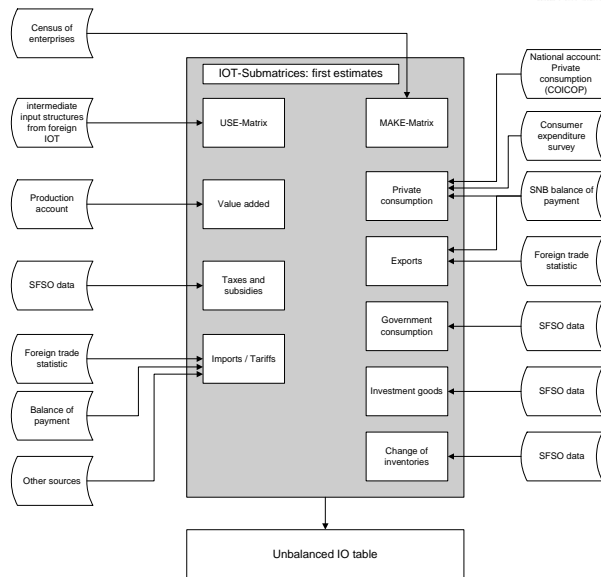 Census of
enterprises
IOT-Submatrices: first estimates
National account:
Private
consumption
(COICOP)
intermediate
input structures
from foreign
IOT
USE-Matrix
MAKE-Matrix
Consumer
expenditure
survey
Production
account
Value added
Private
consumption
SNB balance of
payment
SFSO data
Taxes and
subsidies
Exports
Foreign trade
statistic
Government
consumption
SFSO data
Foreign trade
statistic
Imports / Tariffs
Investment goods
SFSO data
Balance of
payment
Other sources
Change of
inventories
SFSO data
Unbalanced IO table